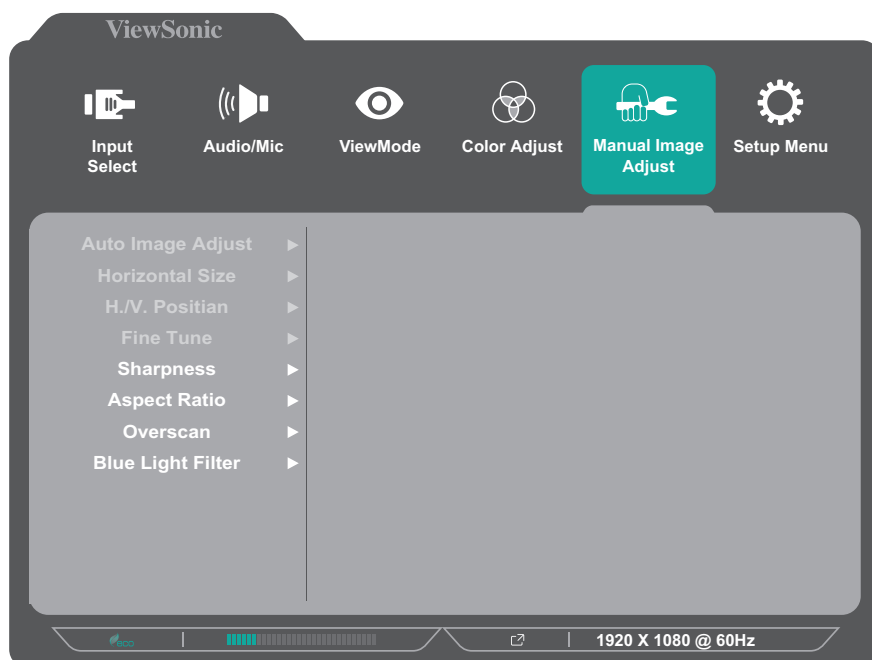 ViewSonic
Input
Select
Audio/Mic
ViewMode
Color Adjust
Manual Image
Adjust
Setup Menu
Auto Image Adjust
Horizontal Size
H./V. Positian
Fine Tune
Sharpness
Aspect Ratio
Overscan
Blue Light Filter
eco
1920 X 1080 @ 60Hz